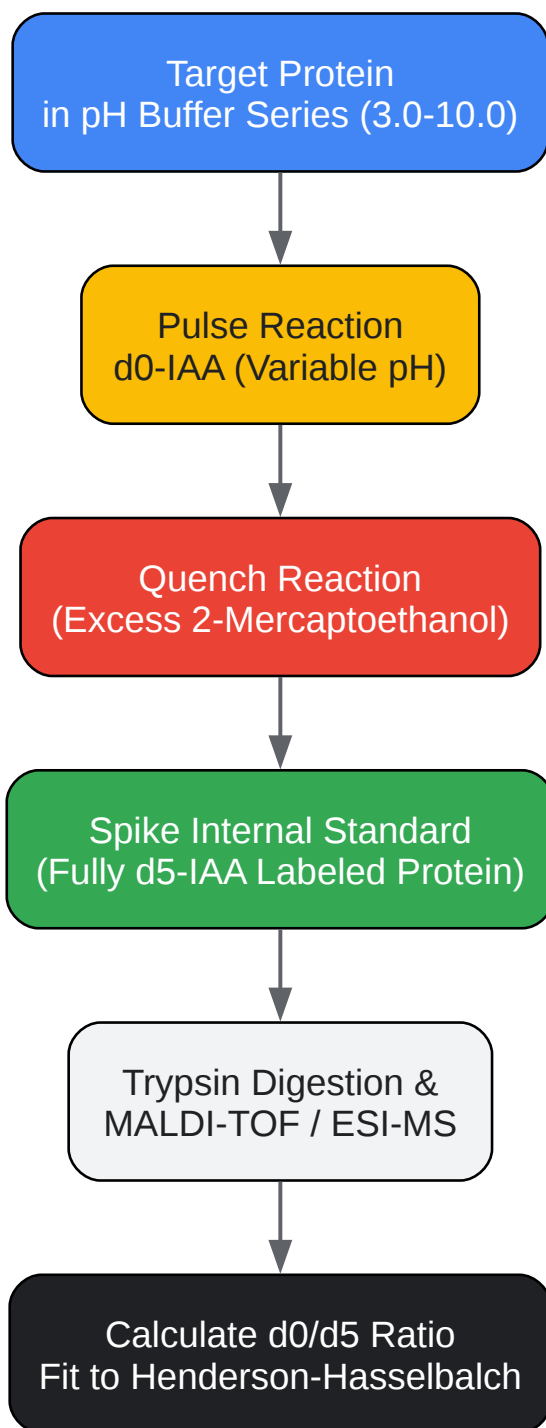 Target Protein
in pH Buffer Series (3.0-10.0)
Pulse Reaction
d0-IAA (Variable pH)
Quench Reaction
(Excess 2-Mercaptoethanol)
Spike Internal Standard
(Fully d5-IAA Labeled Protein)
Trypsin Digestion &
MALDI-TOF / ESI-MS
Calculate d0/d5 Ratio
Fit to Henderson-Hasselbalch